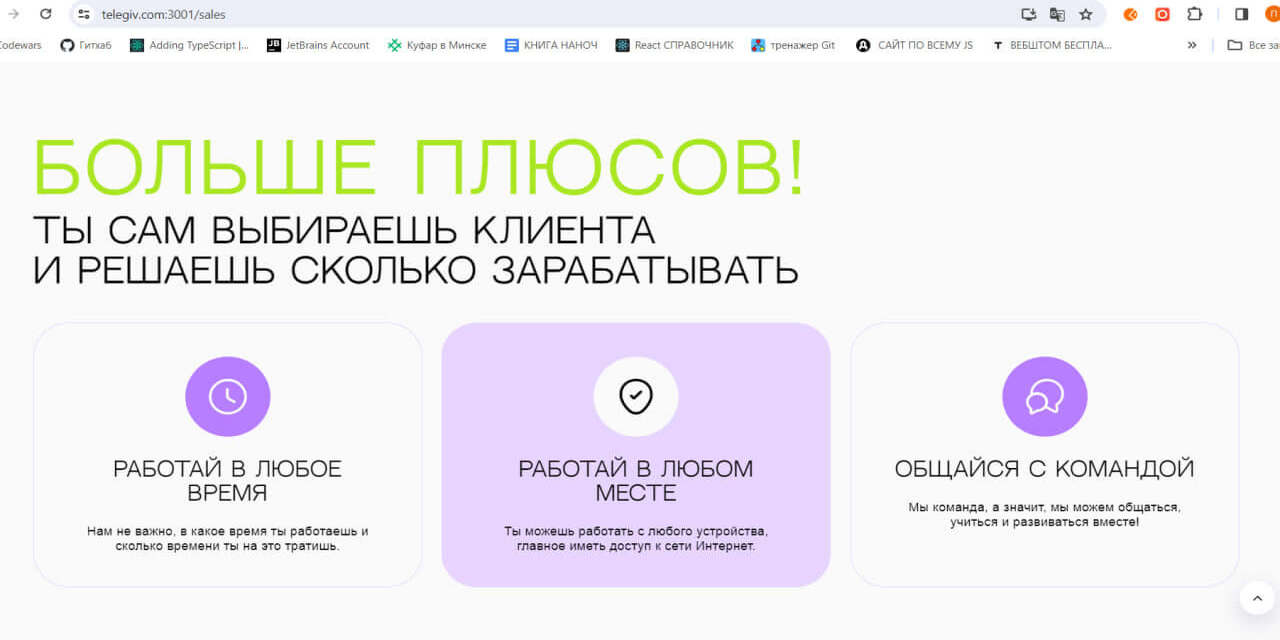 telegiv.com:3001/sales
Codewars Гитхаб Adding TypeScript |... JetBrains Account Куфар в Минске КНИГА НАНОЧ React СПРАВОЧНИК тренажер Git САЙТ ПО ВСЕМУ JS ВЕБШТОМ БЕСПЛА... » Все за
БОЛЬШЕ ПЛЮСОВ!
ТЫ САМ ВЫБИРАЕШЬ КЛИЕНТА
И РЕШАЕШЬ СКОЛЬКО ЗАРАБАТЫВАТЬ
РАБОТАЙ В ЛЮБОЕ
ВРЕМЯ
Нам не важно, в какое время ты работаешь и
сколько времени ты на это тратишь.
РАБОТАЙ В ЛЮБОМ
МЕСТЕ
Ты можешь работать с любого устройства,
главное иметь доступ к сети Интернет.
ОБЩАЙСЯ С КОМАНДОЙ
Мы команда, а значит, мы можем общаться,
учиться и развиваться вместе!